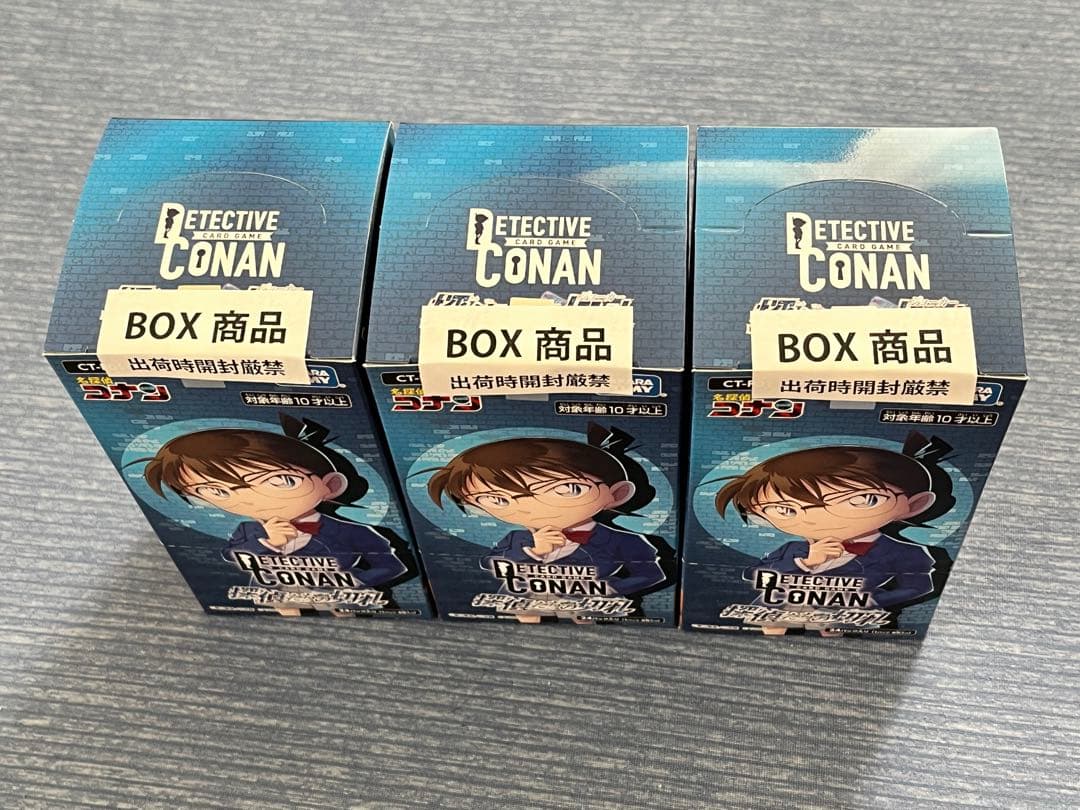 DETECTIVE
CARD GAME
CONAN
BOX 商品
出荷時開封厳禁
CT-
名探偵
コナン
対象年齢10才以上
DETECTIVE
CONAN
DETECTIVE
CARD GAME
CONAN
BOX 商品
出荷時開封厳禁
CT-
名探偵
コナン
対象年齢10才以上
DETECTIVE
CONAN
DETECTIVE
CARD GAME
CONAN
BOX 商品
出荷時開封厳禁
CT-
名探偵
コナン
対象年齢10才以上
DETECTIVE
CONAN